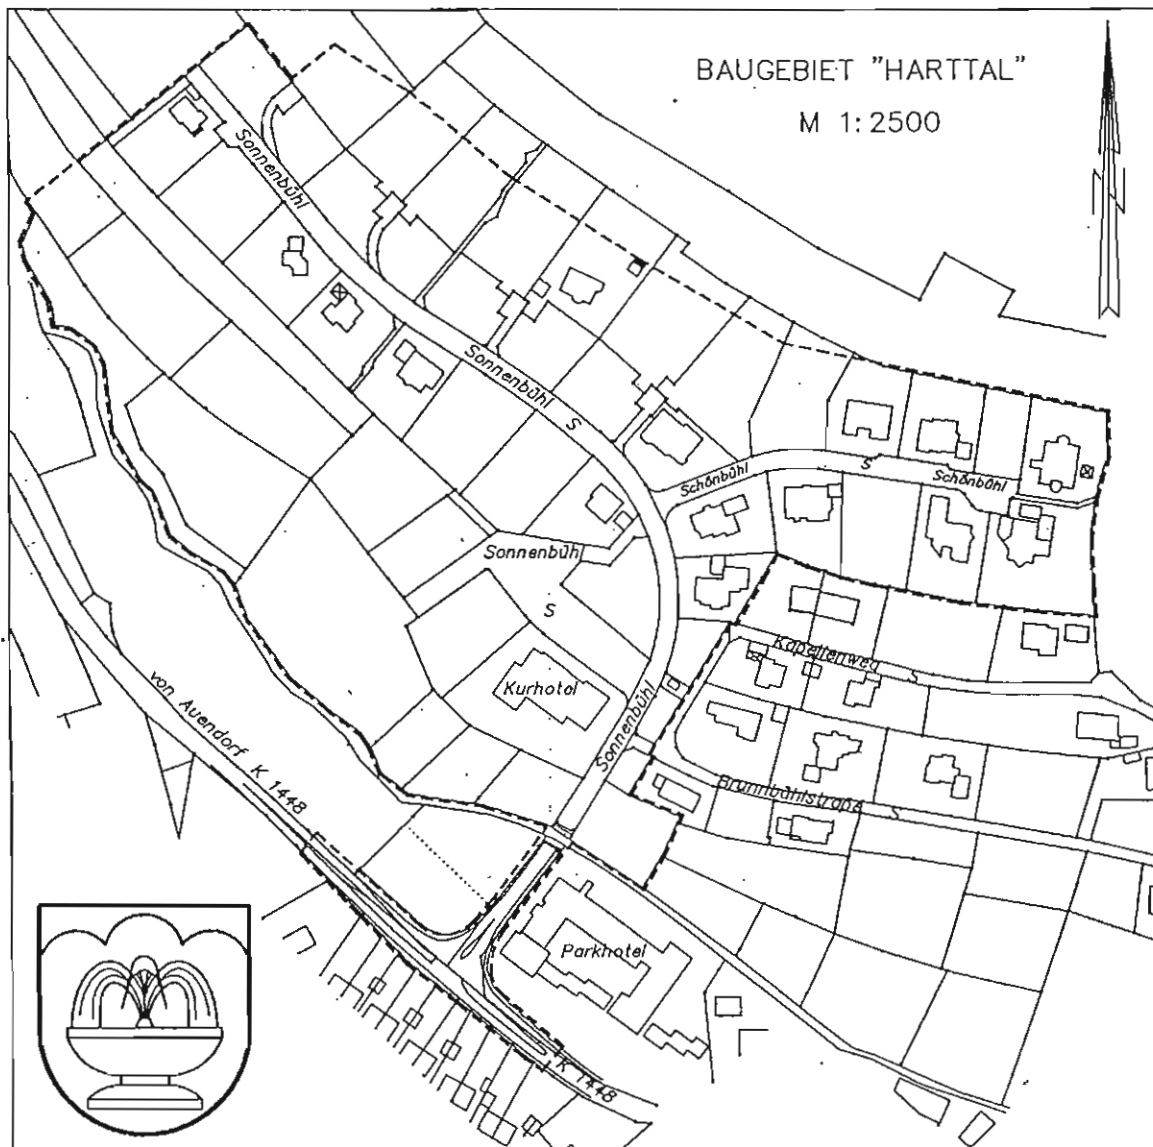 BAUGEBIET "HARTTAL"
M 1:2500
Sonnenbühl
Sonnenbühl
S
Schönbühl
S
Schönbühl
Sonnenbühl
S
Kapellenweg
Kurhotel
Sonnenbühl
von Auendorf K 1448
Brunnbühlstraße
Parkhotel
K 1448